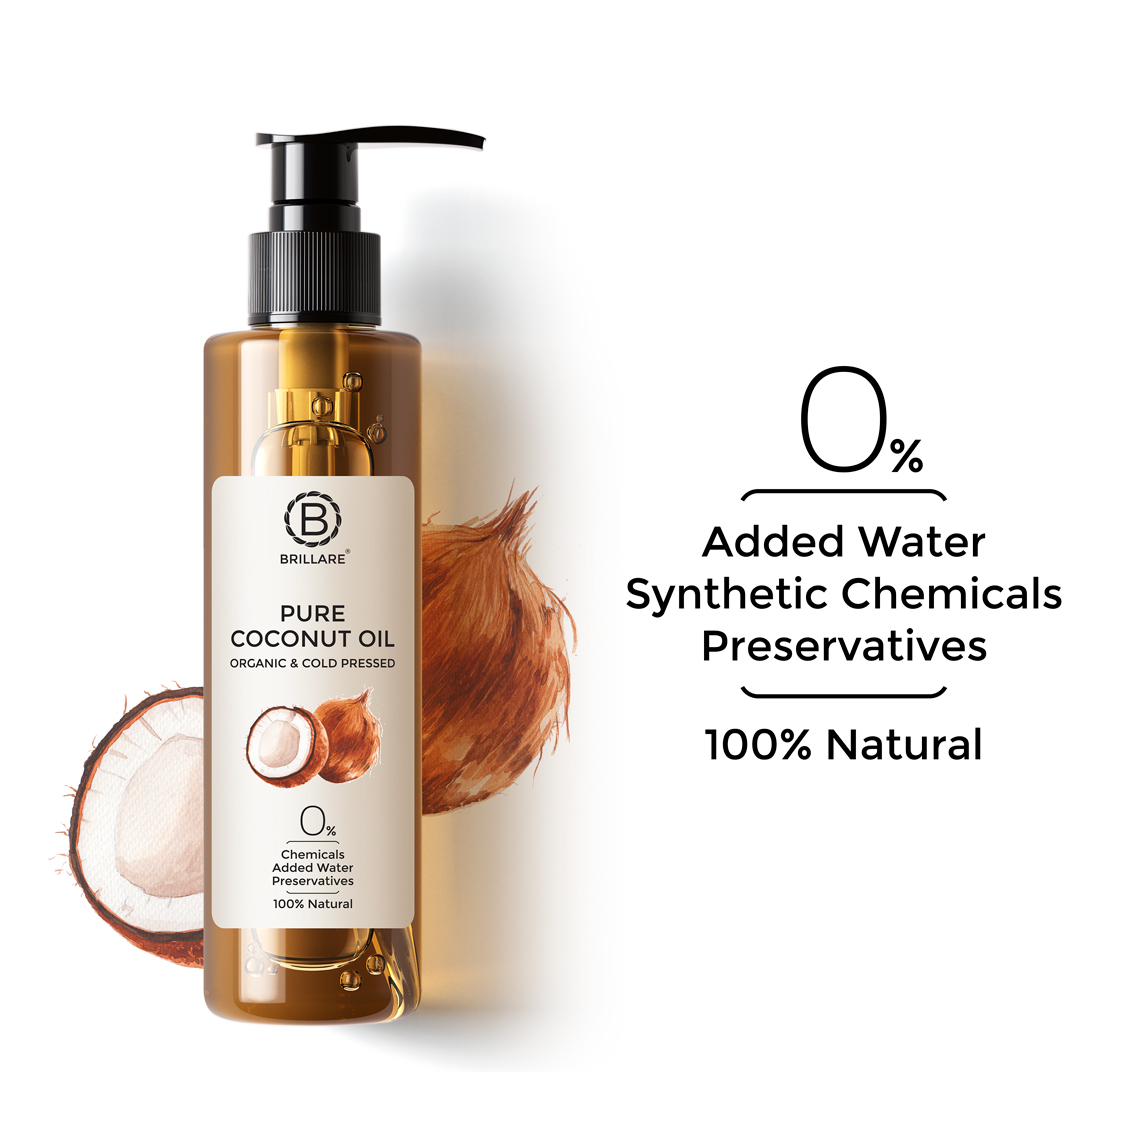 B
BRILLARE®
PURE
COCONUT OIL
ORGANIC & COLD PRESSED
0%
Chemicals
Added Water
Preservatives
100% Natural
0%
Added Water
Synthetic Chemicals
Preservatives
100% Natural